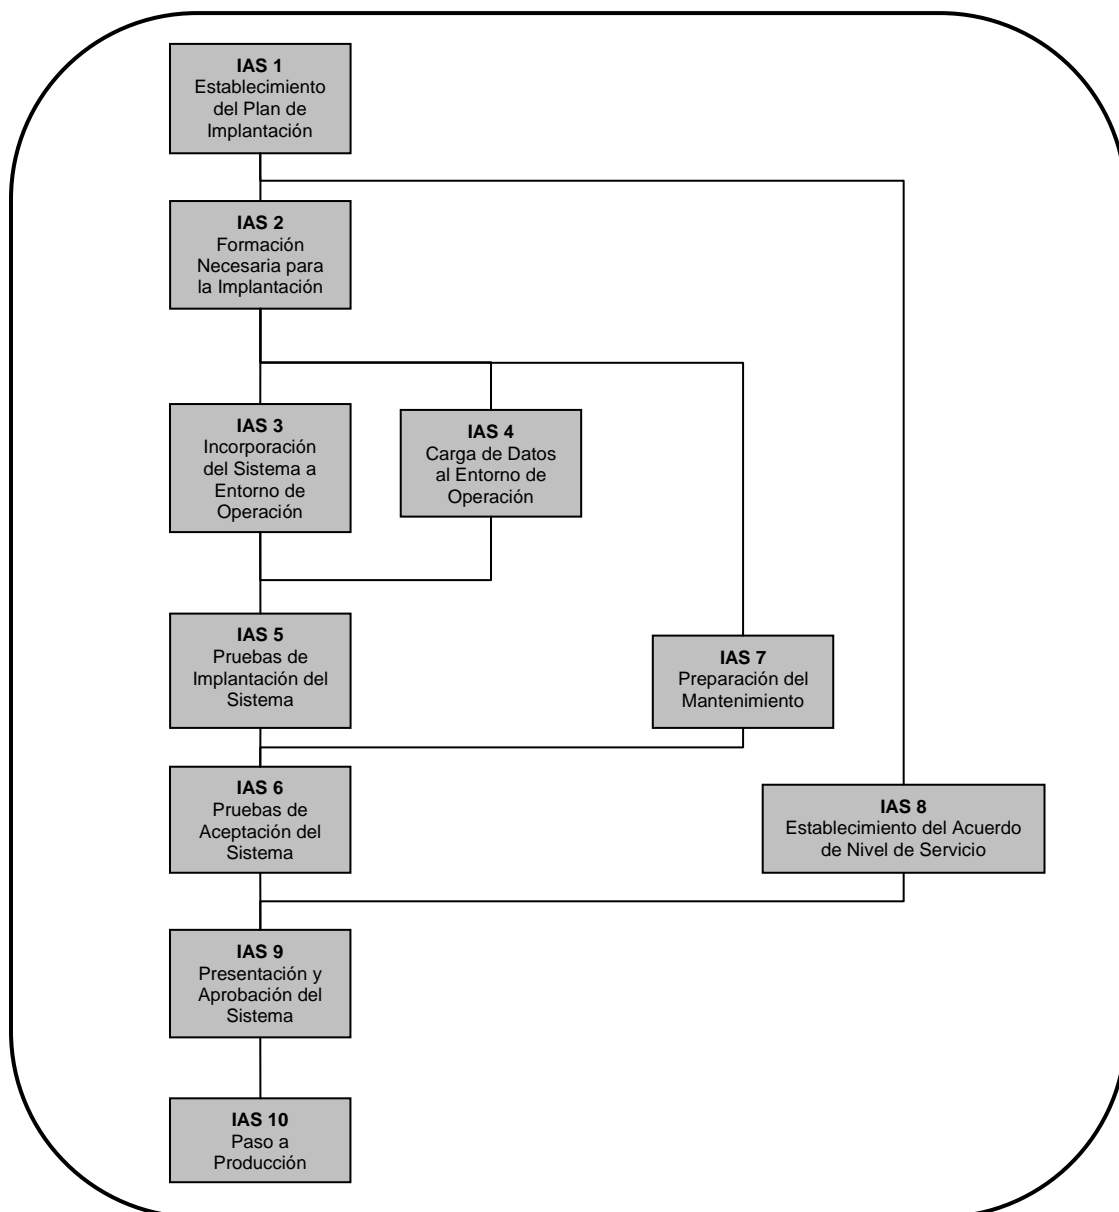 IAS 1
Establecimiento
del Plan de
Implantación
IAS 2
Formación
Necesaria para
la Implantación
IAS 3
Incorporación
del Sistema a
Entorno de
Operación
IAS 4
Carga de Datos
al Entorno de
Operación
IAS 5
Pruebas de
Implantación del
Sistema
IAS 7
Preparación del
Mantenimiento
IAS 6
Pruebas de
Aceptación del
Sistema
IAS 8
Establecimiento del Acuerdo
de Nivel de Servicio
IAS 9
Presentación y
Aprobación del
Sistema
IAS 10
Paso a
Producción